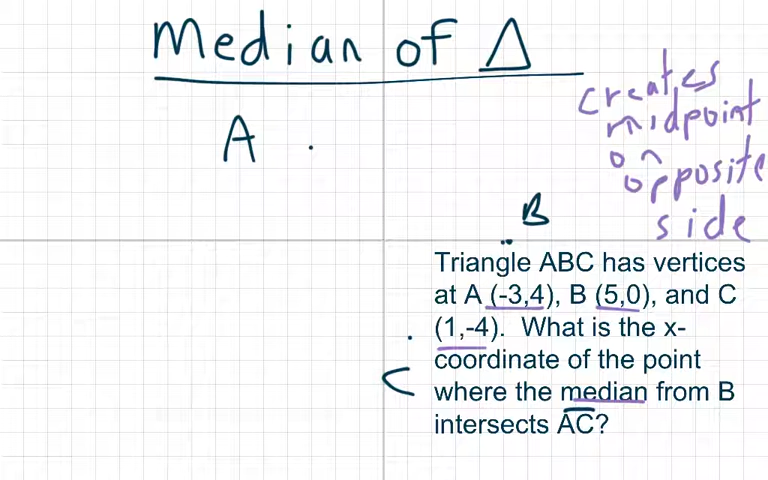 Median of Δ
creates
midpoint
on
opposite
side
A
B
C
Triangle ABC has vertices
at A (-3,4), B (5,0), and C
(1,-4). What is the x-
coordinate of the point
where the median from B
intersects A̅C̅?